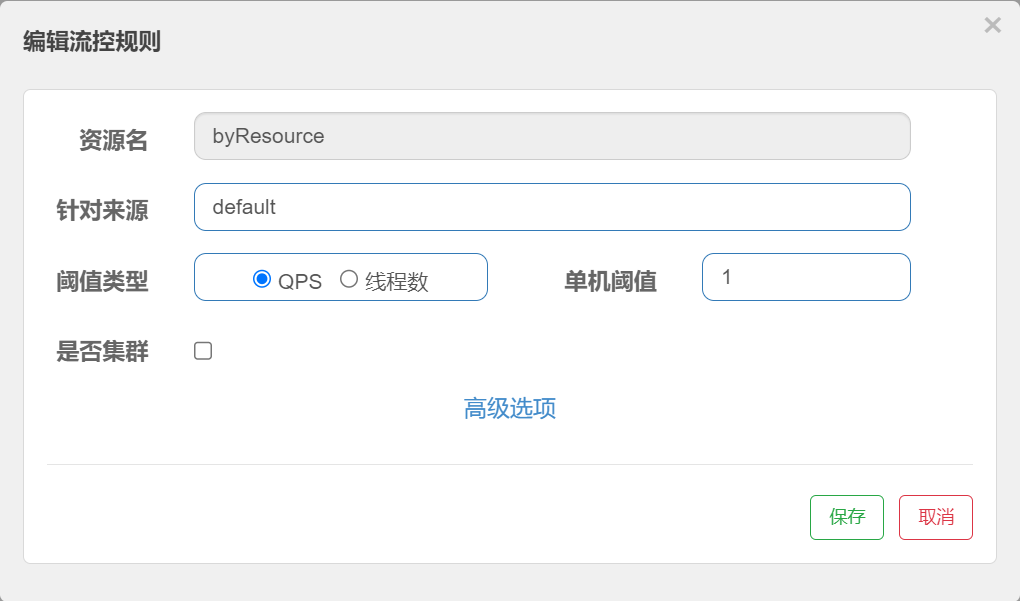 编辑流控规则
×
资源名 byResource
针对来源 default
阈值类型 QPS 线程数 单机阈值 1
是否集群
高级选项
保存 取消